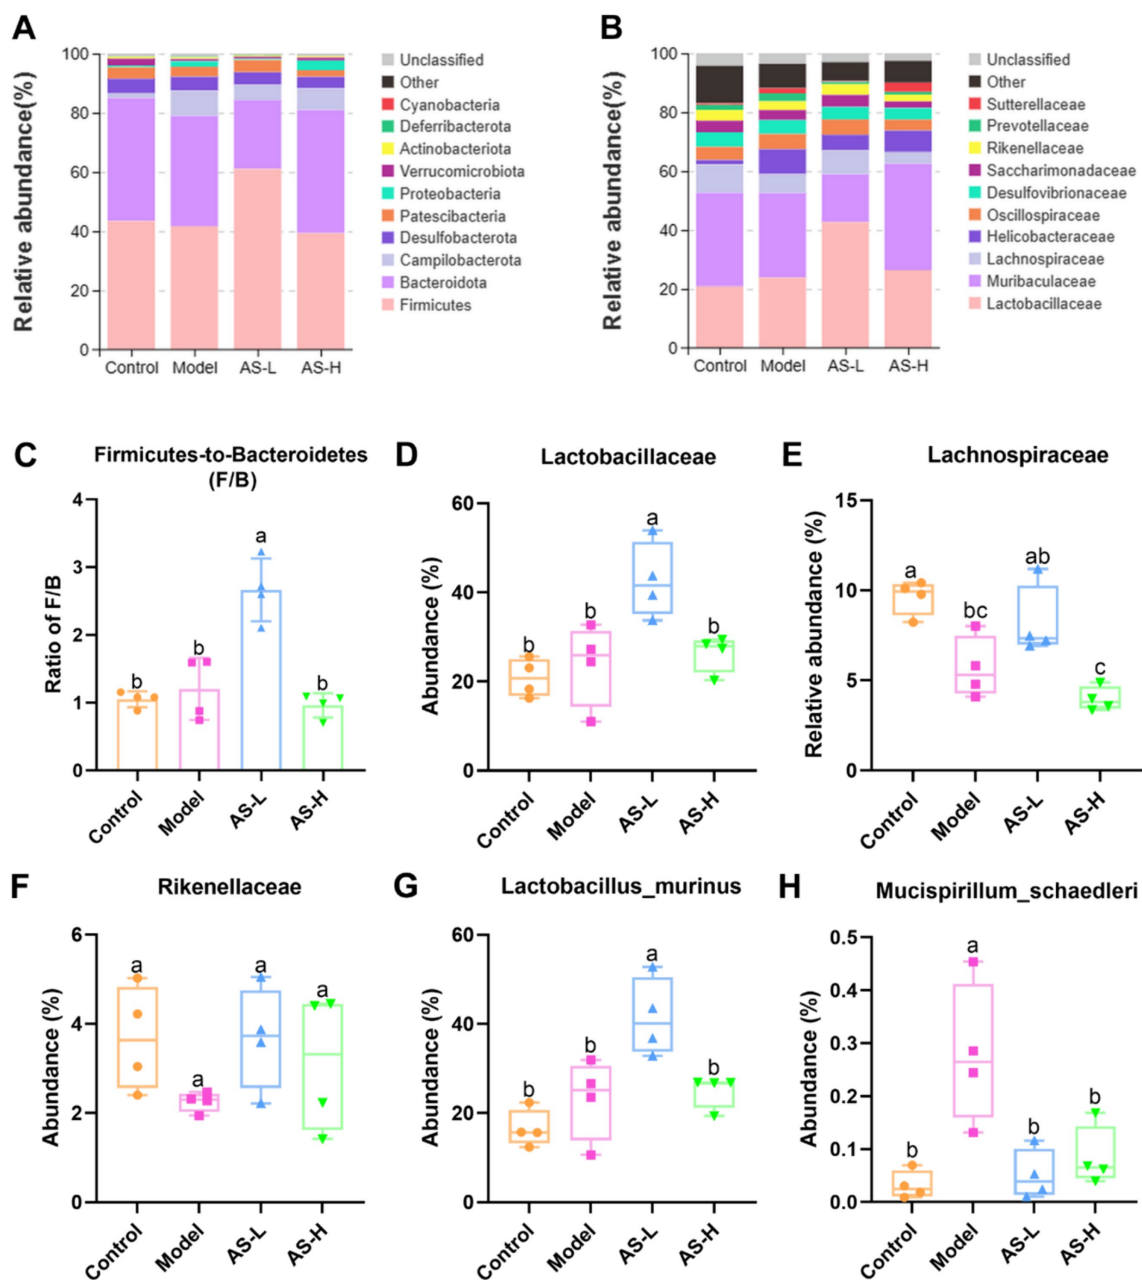 A
Relative abundance(%)
100
80
60
40
20
0
Control Model AS-L AS-H
Unclassified
Other
Cyanobacteria
Deferribacterota
Actinobacteriota
Verrucomicrobiota
Proteobacteria
Patescibacteria
Desulfobacterota
Campilobacterota
Bacteroidota
Firmicutes
B
Relative abundance(%)
100
80
60
40
20
0
Control Model AS-L AS-H
Unclassified
Other
Sutterellaceae
Prevotellaceae
Rikenellaceae
Saccharimonadaceae
Desulfovibrionaceae
Oscillospiraceae
Helicobacteraceae
Lachnospiraceae
Muribaculaceae
Lactobacillaceae
C
Firmicutes-to-Bacteroidetes
(F/B)
Ratio of F/B
4
3
2
1
0
b b a b
Control Model AS-L AS-H
D
Lactobacillaceae
Abundance (%)
60
40
20
0
b b a b
Control Model AS-L AS-H
E
Lachnospiraceae
Relative abundance (%)
15
10
5
0
a bc ab c
Control Model AS-L AS-H
F
Rikenellaceae
Abundance (%)
6
4
2
0
a a a a
Control Model AS-L AS-H
G
Lactobacillus_murinus
Abundance (%)
60
40
20
0
b b a b
Control Model AS-L AS-H
H
Mucispirillum_schaedleri
Abundance (%)
0.5
0.4
0.3
0.2
0.1
0.0
b a b b
Control Model AS-L AS-H